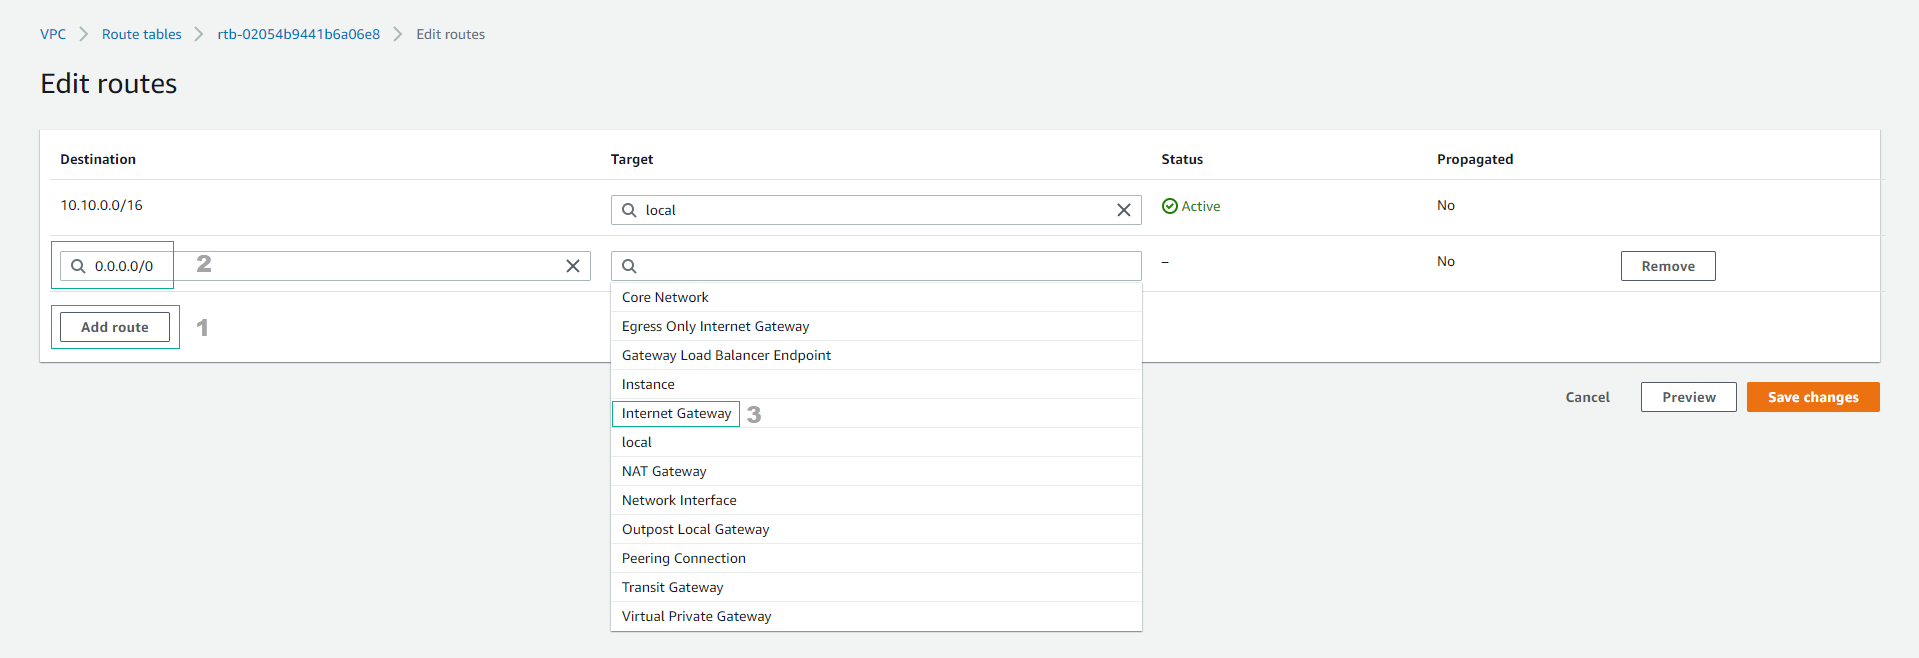 VPC > Route tables > rtb-02054b9441b6a06e8 > Edit routes
Edit routes
Destination Target Status Propagated
10.10.0.0/16 local Active No
0.0.0.0/0 2 – No Remove
Add route 1
Core Network
Egress Only Internet Gateway
Gateway Load Balancer Endpoint
Instance
Internet Gateway 3
local
NAT Gateway
Network Interface
Outpost Local Gateway
Peering Connection
Transit Gateway
Virtual Private Gateway
Cancel Preview Save changes